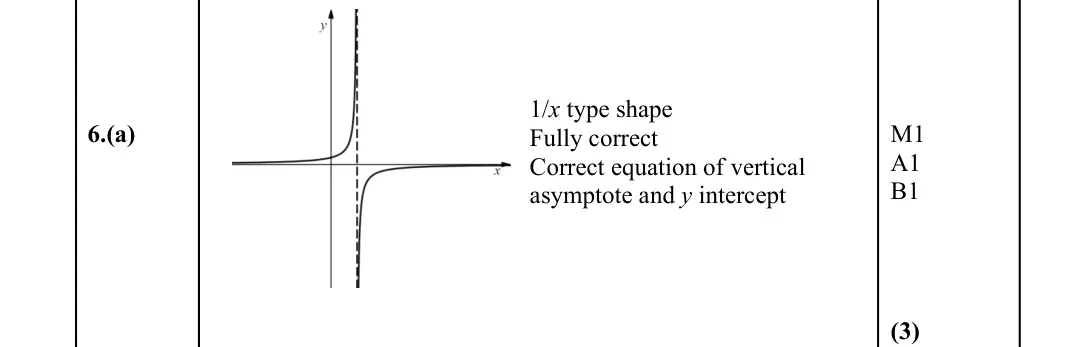 y
1/x type shape
6.(a)
Fully correct
M1
x
Correct equation of vertical
A1
asymptote and y intercept
B1
(3)